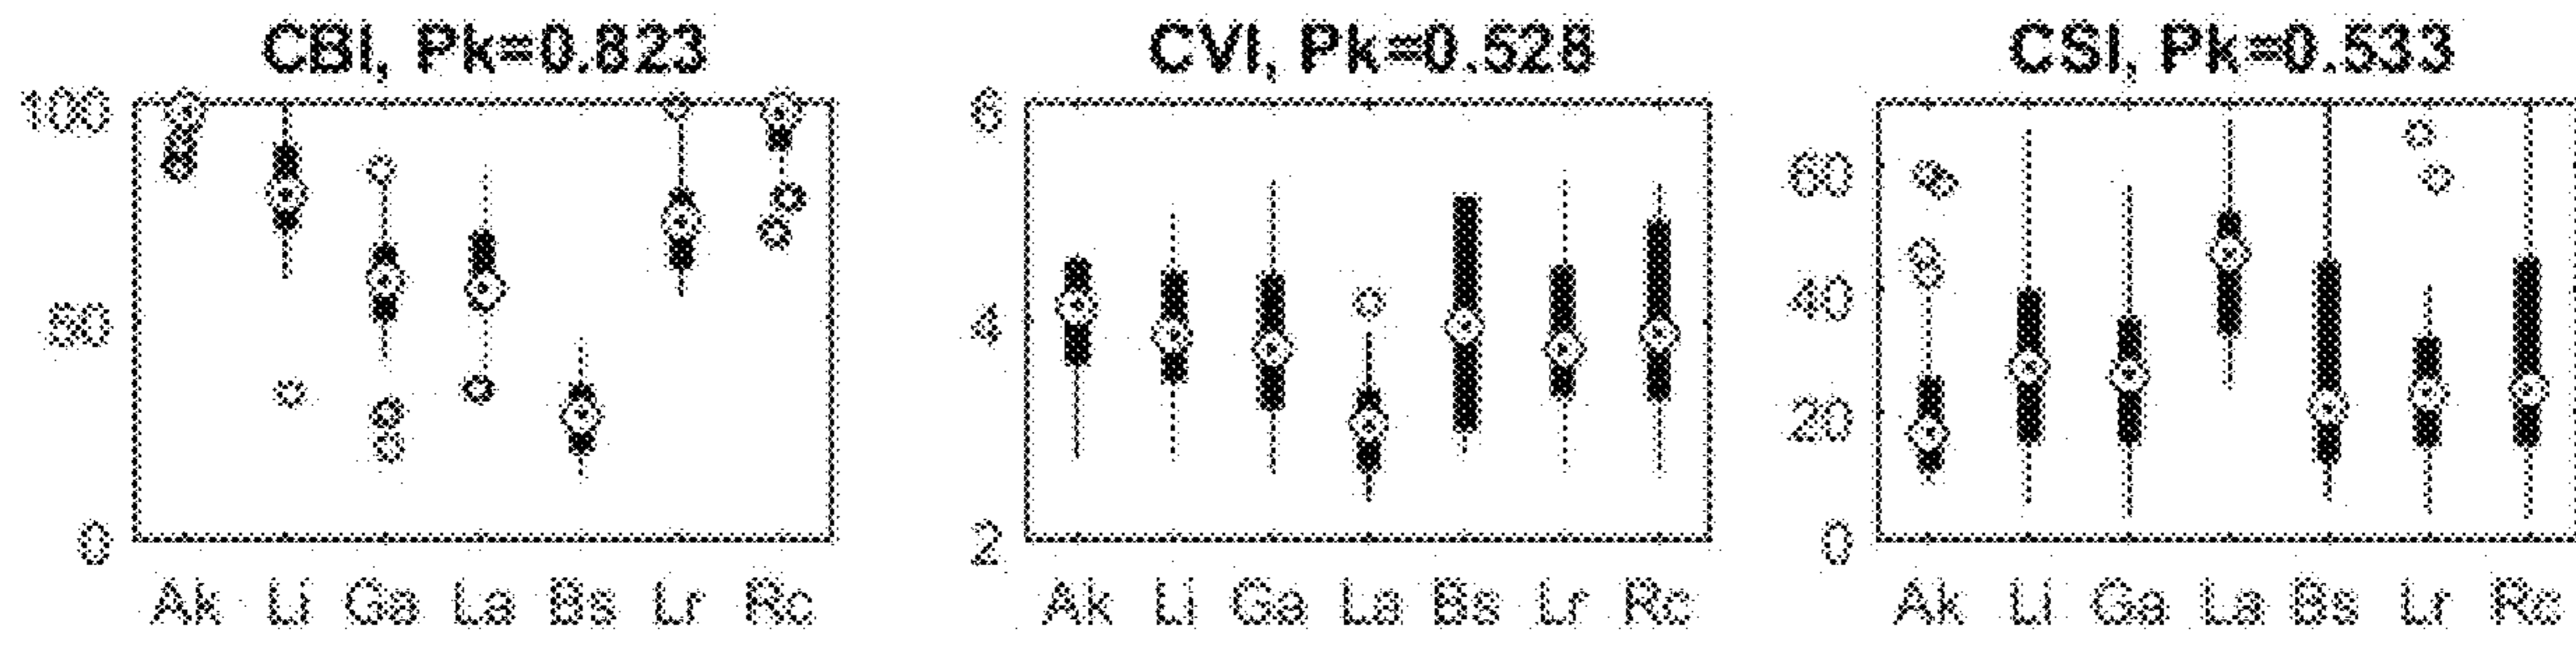 CBI, Pk=0.823
100
50
0
Ak Li Ga La Bs Lr Rc
CVI, Pk=0.528
6
4
2
Ak Li Ga La Bs Lr Rc
CSI, Pk=0.533
60
40
20
0
Ak Li Ga La Bs Lr Rc